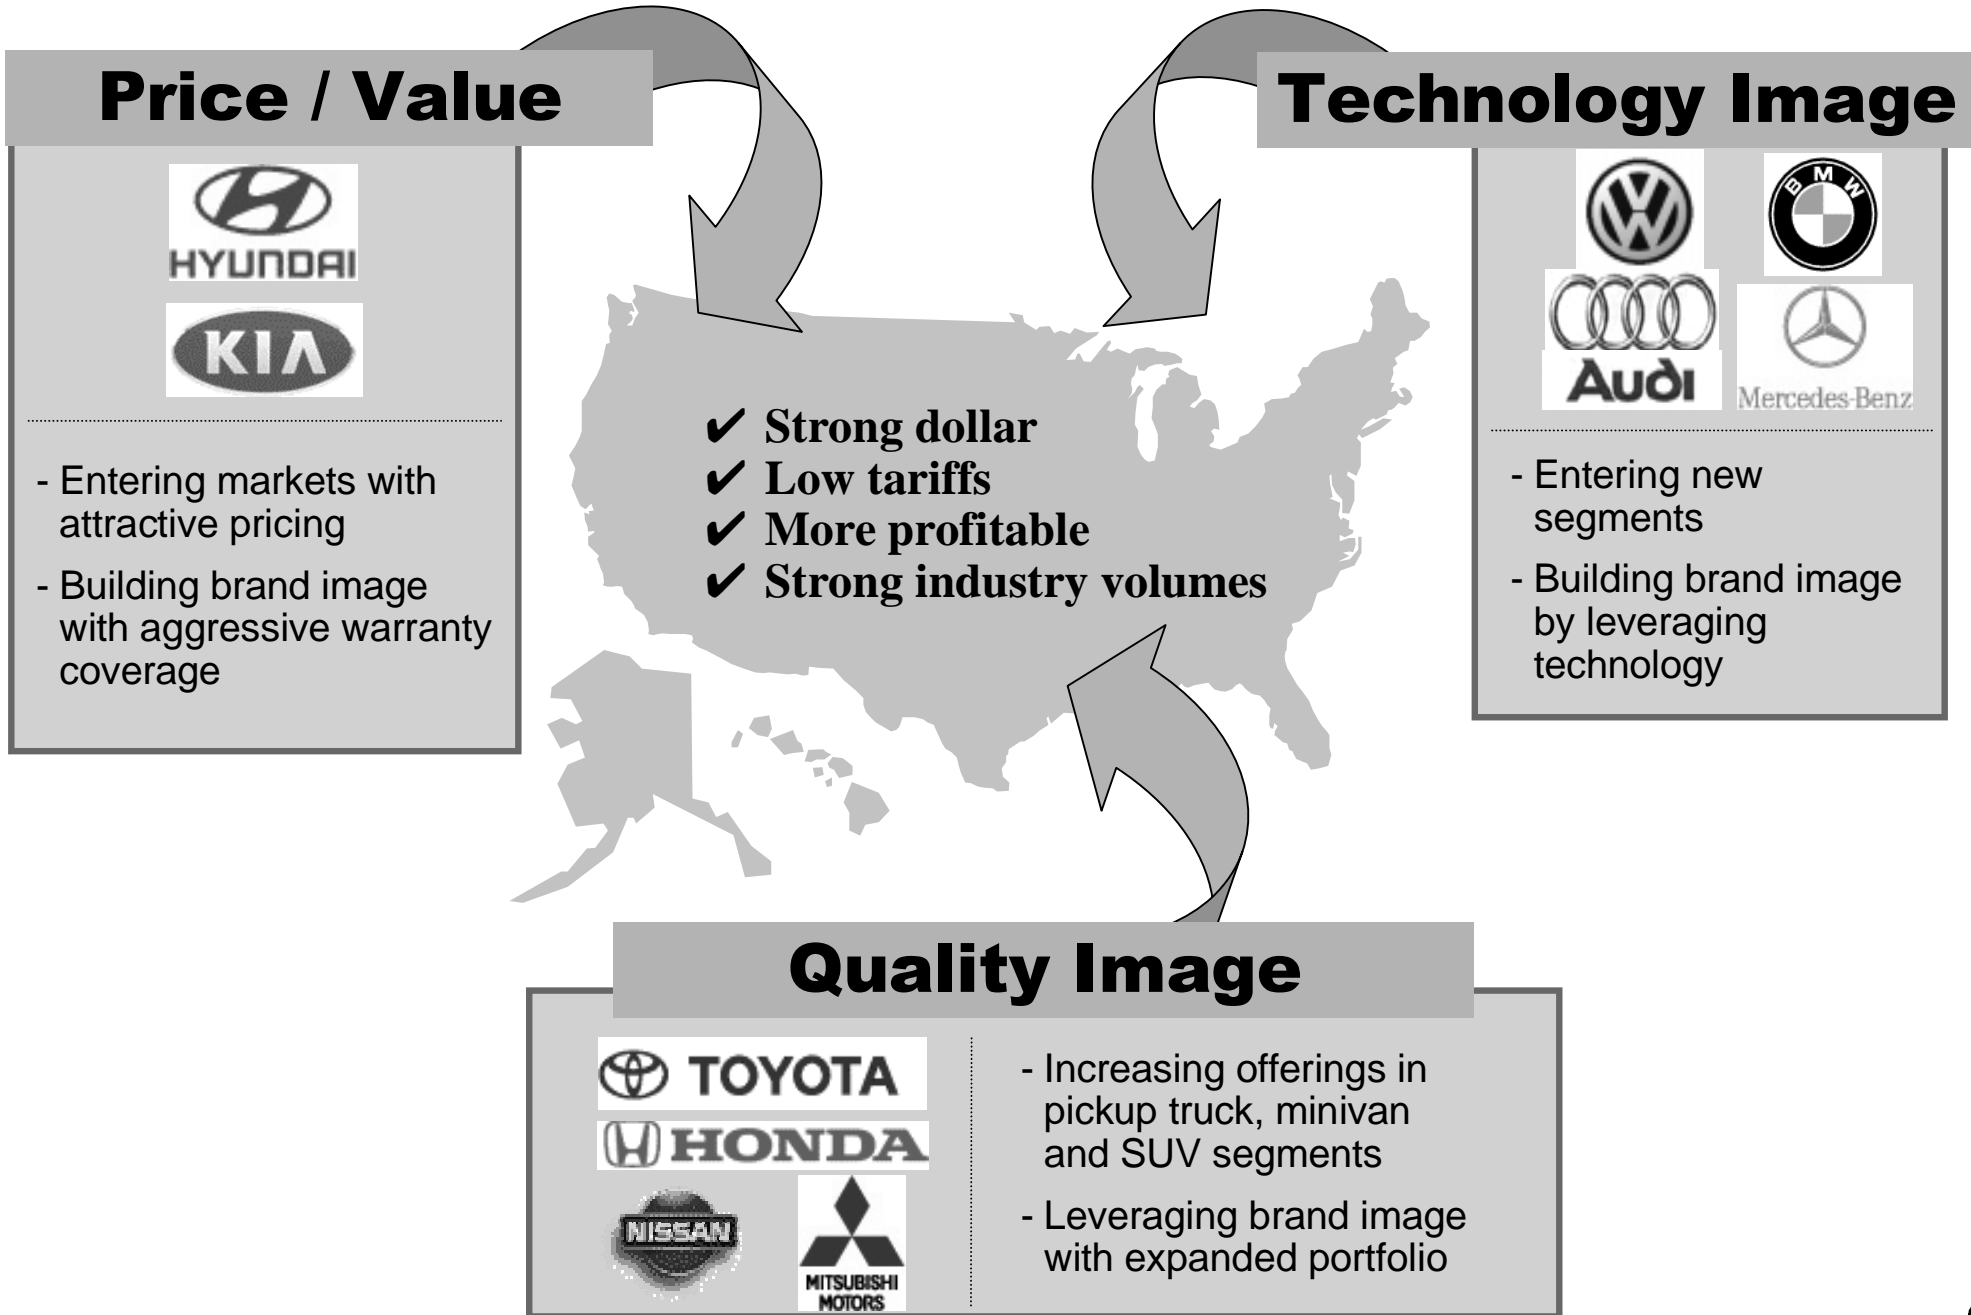 Price / Value
HYUNDAI
KIA
- Entering markets with
attractive pricing
- Building brand image
with aggressive warranty
coverage
Technology Image
VW
BMW
Audi
Mercedes-Benz
- Entering new
segments
- Building brand image
by leveraging
technology
✔ Strong dollar
✔ Low tariffs
✔ More profitable
✔ Strong industry volumes
Quality Image
TOYOTA
HONDA
NISSAN
MITSUBISHI
MOTORS
- Increasing offerings in
pickup truck, minivan
and SUV segments
- Leveraging brand image
with expanded portfolio